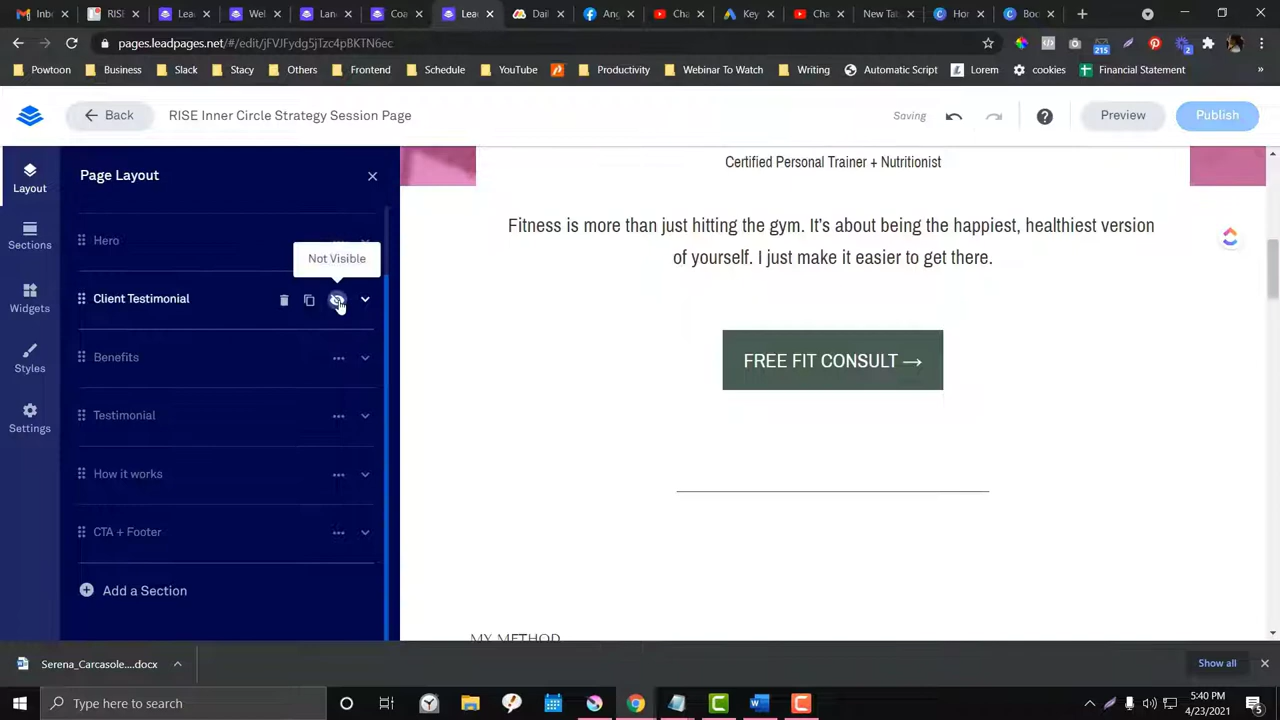 Inb
RISE
Lea
Wel
Lan
Coa
Lea
Dail
Ang
Cha
Key
Cha
New Tab
Hor
Boo
pages.leadpages.net/#/edit/jFVJFydg5jTzc4pBKTN6ec
215
2
Powtoon
Business
Slack
Stacy
Others
Frontend
Schedule
YouTube
Productivity
Webinar To Watch
Writing
Automatic Script
Lorem
cookies
Financial Statement
»
Back
RISE Inner Circle Strategy Session Page
Saving
Preview
Publish
Layout
Sections
Widgets
Styles
Settings
Page Layout
Hero
Not Visible
Client Testimonial
Benefits
Testimonial
How it works
CTA + Footer
Add a Section
Certified Personal Trainer + Nutritionist
Fitness is more than just hitting the gym. It's about being the happiest, healthiest version
of yourself. I just make it easier to get there.
FREE FIT CONSULT →
MY METHOD
Serena_Carcasole....docx
Show all
Type here to search
5:40 PM
4/23/2021
5